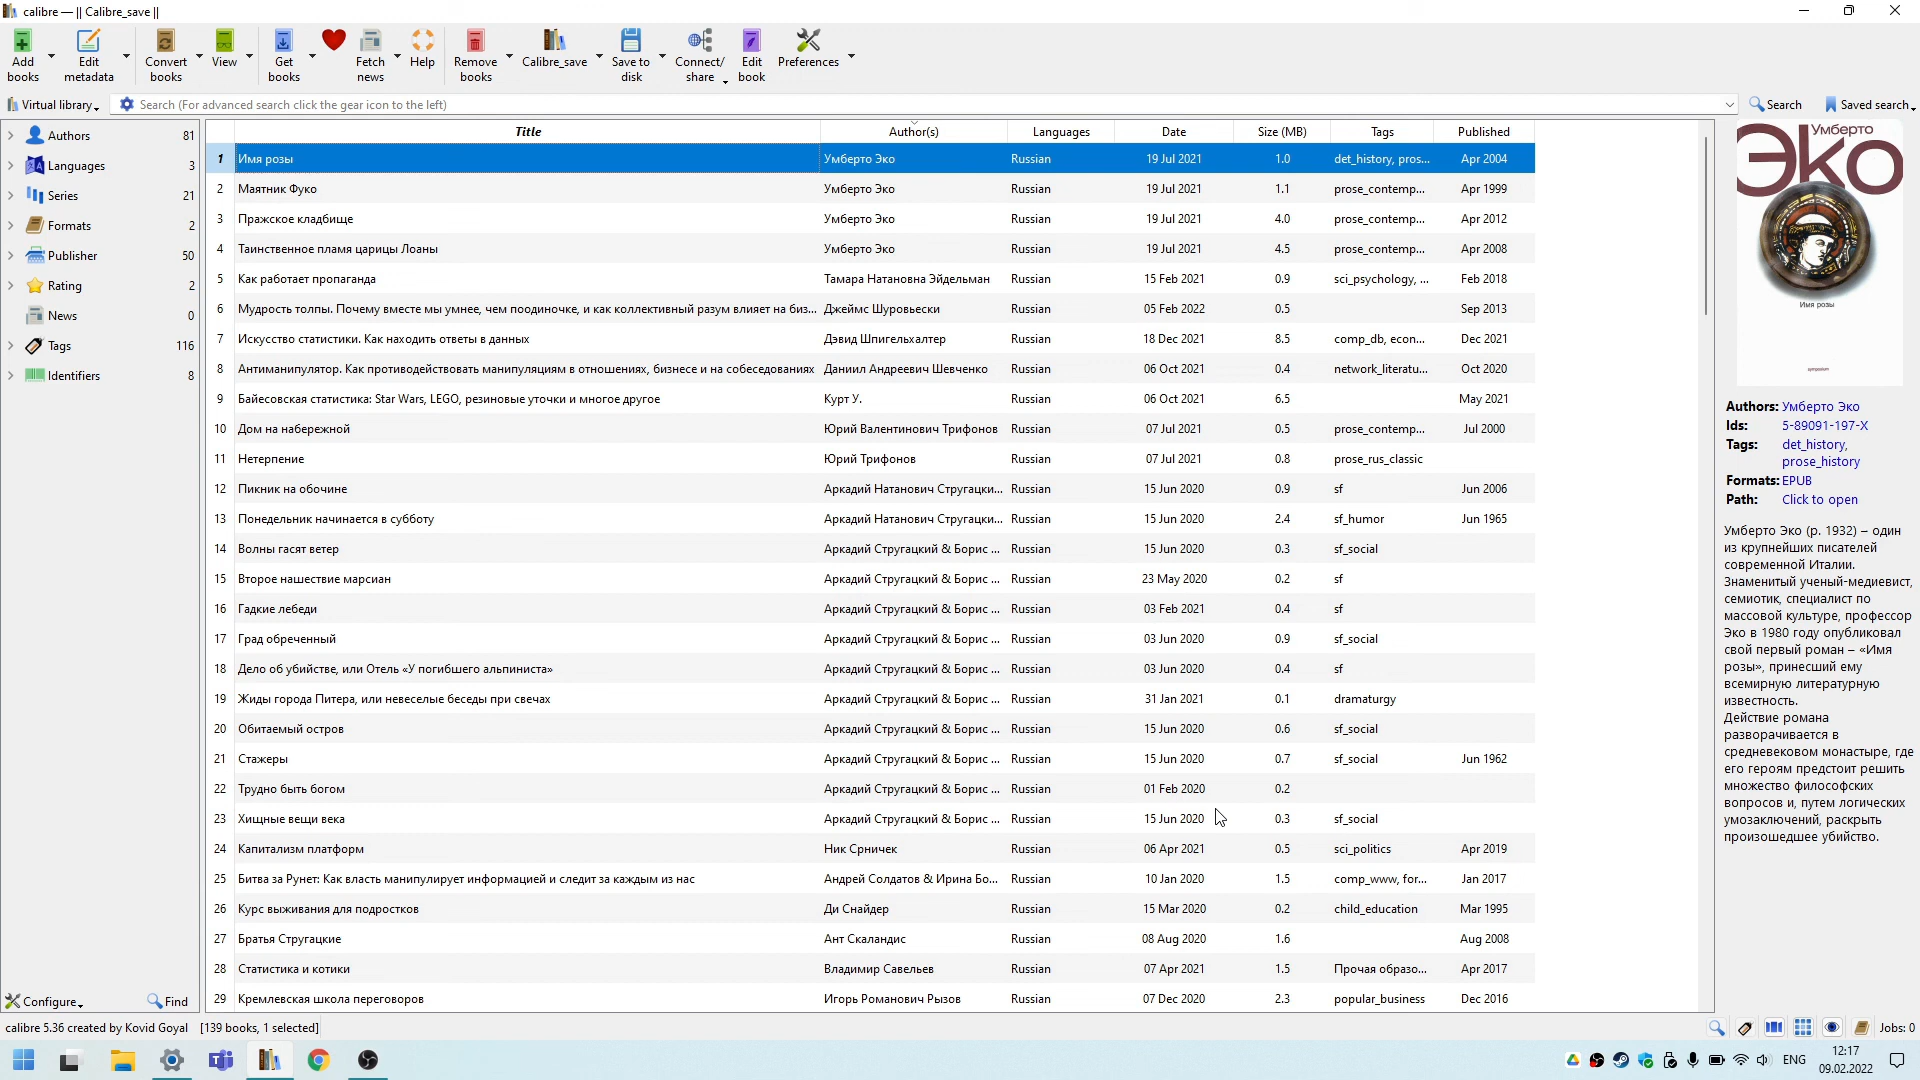 calibre — || Calibre_save ||
Add books
Edit metadata
Convert books
View
Get books
Fetch news
Help
Remove books
Calibre_save
Save to disk
Connect/ share
Edit book
Preferences
Virtual library
Search (For advanced search click the gear icon to the left)
Search
Saved search
Authors 81
Languages 3
Series 21
Formats 2
Publisher 50
Rating 2
News 0
Tags 116
Identifiers 8
Configure
Find
Title Author(s) Languages Date Size (MB) Tags Published
1 Имя розы Умберто Эко Russian 19 Jul 2021 1.0 det_history, pros... Apr 2004
2 Маятник Фуко Умберто Эко Russian 19 Jul 2021 1.1 prose_contemp... Apr 1999
3 Пражское кладбище Умберто Эко Russian 19 Jul 2021 4.0 prose_contemp... Apr 2012
4 Таинственное пламя царицы Лоаны Умберто Эко Russian 19 Jul 2021 4.5 prose_contemp... Apr 2008
5 Как работает пропаганда Тамара Натановна Эйдельман Russian 15 Feb 2021 0.9 sci_psychology, ... Feb 2018
6 Мудрость толпы. Почему вместе мы умнее, чем поодиночке, и как коллективный разум влияет на биз... Джеймс Шуровьески Russian 05 Feb 2022 0.5 Sep 2013
7 Искусство статистики. Как находить ответы в данных Дэвид Шпигельхалтер Russian 18 Dec 2021 8.5 comp_db, econ... Dec 2021
8 Антиманипулятор. Как противодействовать манипуляциям в отношениях, бизнесе и на собеседованиях Даниил Андреевич Шевченко Russian 06 Oct 2021 0.4 network_literatu... Oct 2020
9 Байесовская статистика: Star Wars, LEGO, резиновые уточки и многое другое Курт У. Russian 06 Oct 2021 6.5 May 2021
10 Дом на набережной Юрий Валентинович Трифонов Russian 07 Jul 2021 0.5 prose_contemp... Jul 2000
11 Нетерпение Юрий Трифонов Russian 07 Jul 2021 0.8 prose_rus_classic
12 Пикник на обочине Аркадий Натанович Стругацки... Russian 15 Jun 2020 0.9 sf Jun 2006
13 Понедельник начинается в субботу Аркадий Натанович Стругацки... Russian 15 Jun 2020 2.4 sf_humor Jun 1965
14 Волны гасят ветер Аркадий Стругацкий & Борис ... Russian 15 Jun 2020 0.3 sf_social
15 Второе нашествие марсиан Аркадий Стругацкий & Борис ... Russian 23 May 2020 0.2 sf
16 Гадкие лебеди Аркадий Стругацкий & Борис ... Russian 03 Feb 2021 0.4 sf
17 Град обреченный Аркадий Стругацкий & Борис ... Russian 03 Jun 2020 0.9 sf_social
18 Дело об убийстве, или Отель «У погибшего альпиниста» Аркадий Стругацкий & Борис ... Russian 03 Jun 2020 0.4 sf
19 Жиды города Питера, или невеселые беседы при свечах Аркадий Стругацкий & Борис ... Russian 31 Jan 2021 0.1 dramaturgy
20 Обитаемый остров Аркадий Стругацкий & Борис ... Russian 15 Jun 2020 0.6 sf_social
21 Стажеры Аркадий Стругацкий & Борис ... Russian 15 Jun 2020 0.7 sf_social Jun 1962
22 Трудно быть богом Аркадий Стругацкий & Борис ... Russian 01 Feb 2020 0.2
23 Хищные вещи века Аркадий Стругацкий & Борис ... Russian 15 Jun 2020 0.3 sf_social
24 Капитализм платформ Ник Срничек Russian 06 Apr 2021 0.5 sci_politics Apr 2019
25 Битва за Рунет: Как власть манипулирует информацией и следит за каждым из нас Андрей Солдатов & Ирина Бо... Russian 10 Jan 2020 1.5 comp_www, for... Jan 2017
26 Курс выживания для подростков Ди Снайдер Russian 15 Mar 2020 0.2 child_education Mar 1995
27 Братья Стругацкие Ант Скаландис Russian 08 Aug 2020 1.6 Aug 2008
28 Статистика и котики Владимир Савельев Russian 07 Apr 2021 1.5 Прочая образо... Apr 2017
29 Кремлевская школа переговоров Игорь Романович Рызов Russian 07 Dec 2020 2.3 popular_business Dec 2016
Умберто
Эко
Имя розы
symposium
Authors: Умберто Эко
Ids: 5-89091-197-X
Tags: det_history,
prose_history
Formats: EPUB
Path: Click to open
Умберто Эко (р. 1932) – один
из крупнейших писателей
современной Италии.
Знаменитый ученый-медиевист,
семиотик, специалист по
массовой культуре, профессор
Эко в 1980 году опубликовал
свой первый роман – «Имя
розы», принесший ему
всемирную литературную
известность.
Действие романа
разворачивается в
средневековом монастыре, где
его героям предстоит решить
множество философских
вопросов и, путем логических
умозаключений, раскрыть
произошедшее убийство.
calibre 5.36 created by Kovid Goyal [139 books, 1 selected]
Jobs: 0
ENG
12:17
09.02.2022